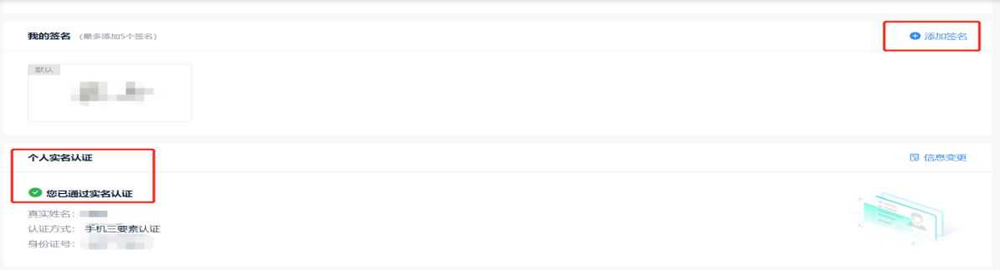 我的签名 (最多添加5个签名) 添加签名
默认
个人实名认证 信息变更
您已通过实名认证
真实姓名：
认证方式： 手机三要素认证
身份证号：